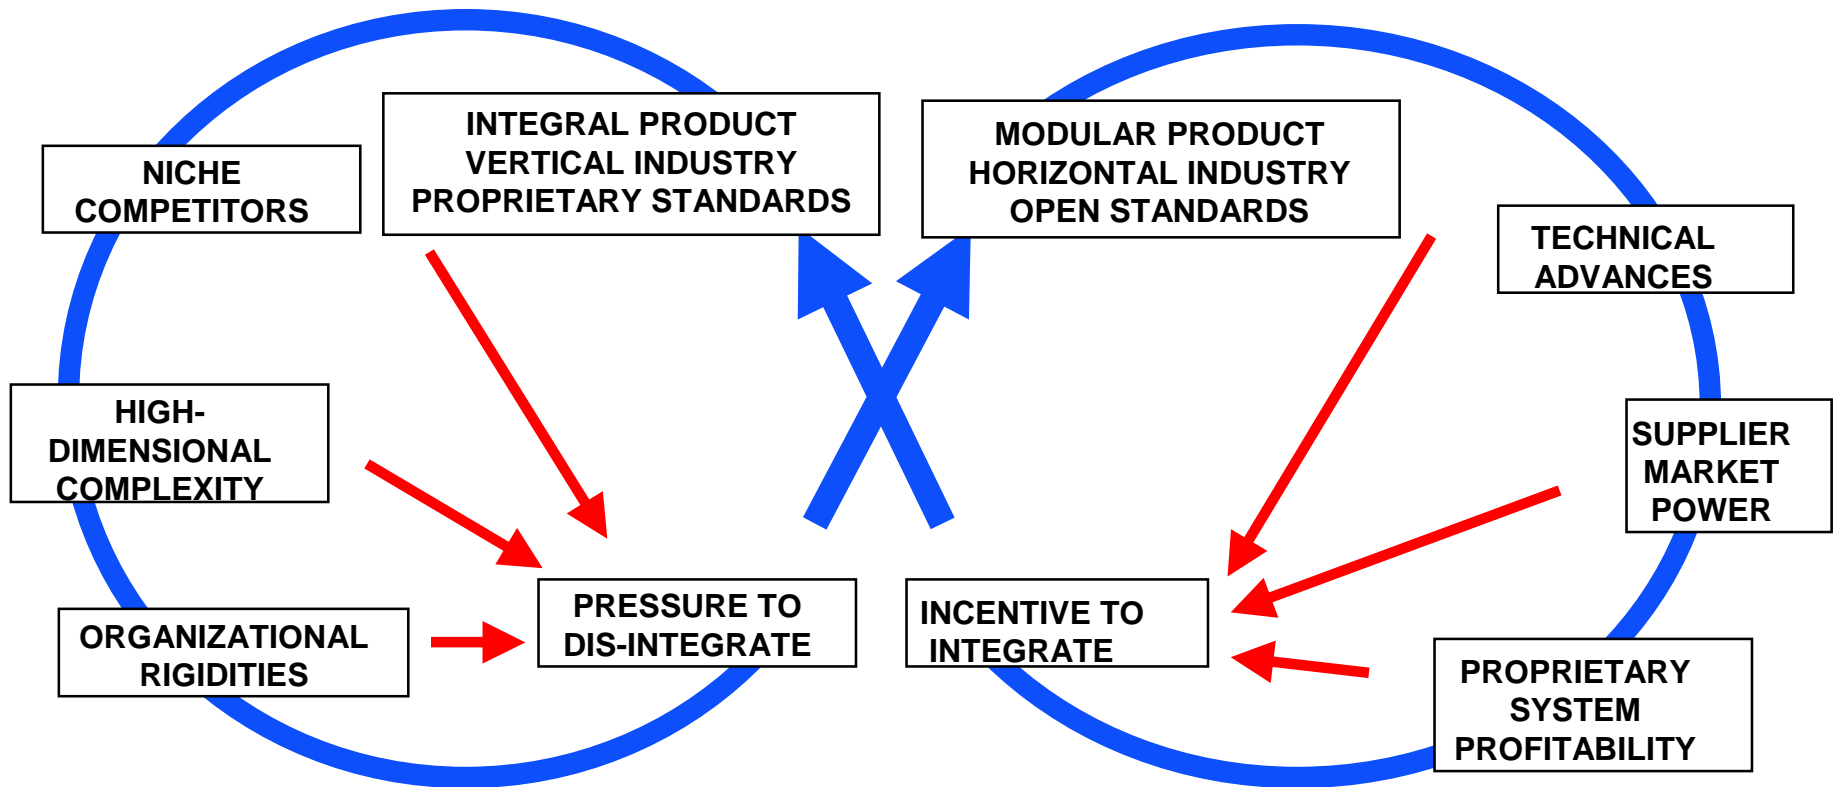 INTEGRAL PRODUCT
VERTICAL INDUSTRY
PROPRIETARY STANDARDS
MODULAR PRODUCT
HORIZONTAL INDUSTRY
OPEN STANDARDS
NICHE
COMPETITORS
TECHNICAL
ADVANCES
HIGH-
DIMENSIONAL
COMPLEXITY
SUPPLIER
MARKET
POWER
ORGANIZATIONAL
RIGIDITIES
PRESSURE TO
DIS-INTEGRATE
INCENTIVE TO
INTEGRATE
PROPRIETARY
SYSTEM
PROFITABILITY